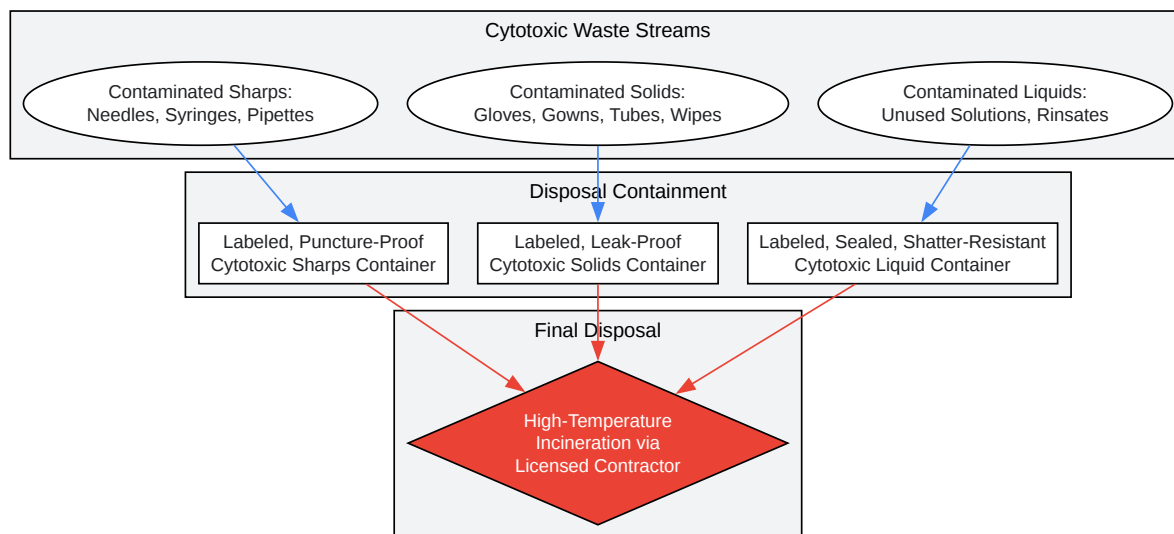 Cytotoxic Waste Streams
Contaminated Sharps:
Needles, Syringes, Pipettes
Contaminated Solids:
Gloves, Gowns, Tubes, Wipes
Contaminated Liquids:
Unused Solutions, Rinsates
Disposal Containment
Labeled, Puncture-Proof
Cytotoxic Sharps Container
Labeled, Leak-Proof
Cytotoxic Solids Container
Labeled, Sealed, Shatter-Resistant
Cytotoxic Liquid Container
Final Disposal
High-Temperature
Incineration via
Licensed Contractor